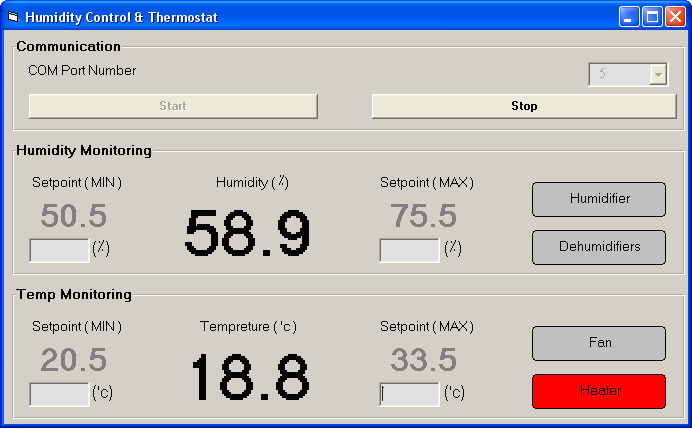 Humidity Control & Thermostat
Communication
COM Port Number
5
Start
Stop
Humidity Monitoring
Setpoint ( MIN )
Humidity ( % )
Setpoint ( MAX )
Humidifier
50.5
58.9
75.5
(%)
(%)
Dehumidifiers
Temp Monitoring
Setpoint ( MIN )
Tempreture ( 'c )
Setpoint ( MAX )
Fan
20.5
18.8
33.5
('c)
('c)
Heater